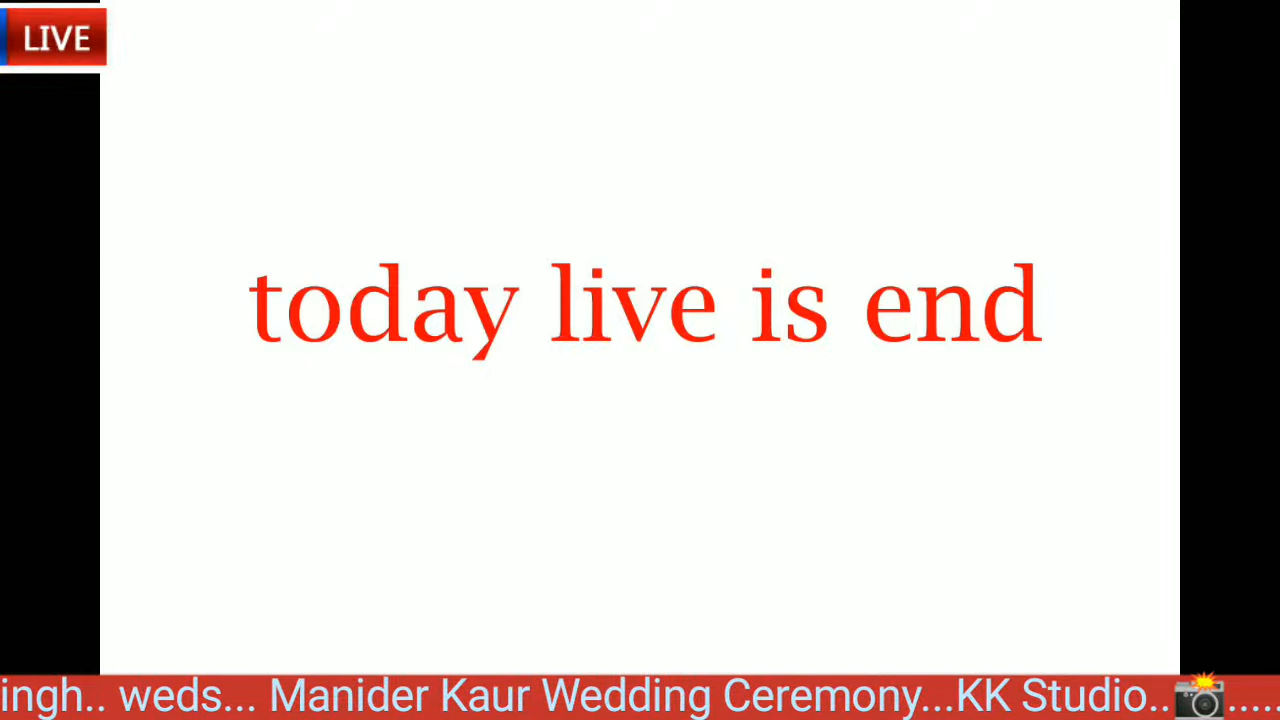 LIVE
today live is end
ingh.. weds... Manider Kaur Wedding Ceremony...KK Studio..📸.....